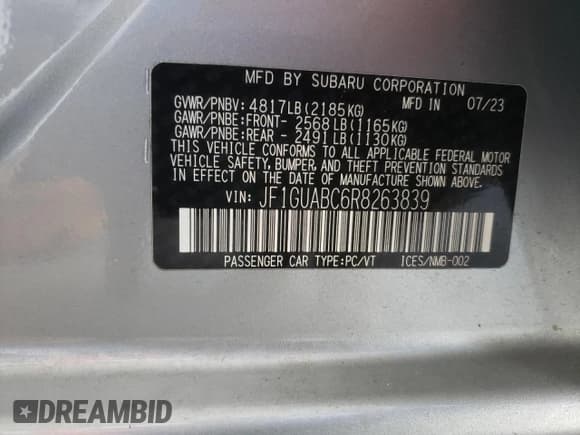 MFD BY SUBARU CORPORATION
GVWR/PNBV: 4817LB(2185KG) MFD IN 07/23
GAWR/PNBE:FRONT- 2568LB(1165KG)
GAWR/PNBE:REAR - 2491LB(1130KG)
THIS VEHICLE CONFORMS TO ALL APPLICABLE FEDERAL MOTOR
VEHICLE SAFETY, BUMPER, AND THEFT PREVENTION STANDARDS
IN EFFECT ON THE DATE OF MANUFACTURE SHOWN ABOVE.
VIN: JF1GUABC6R8263839
PASSENGER CAR TYPE:PC/VT ICES/NMB-002
DREAMBID